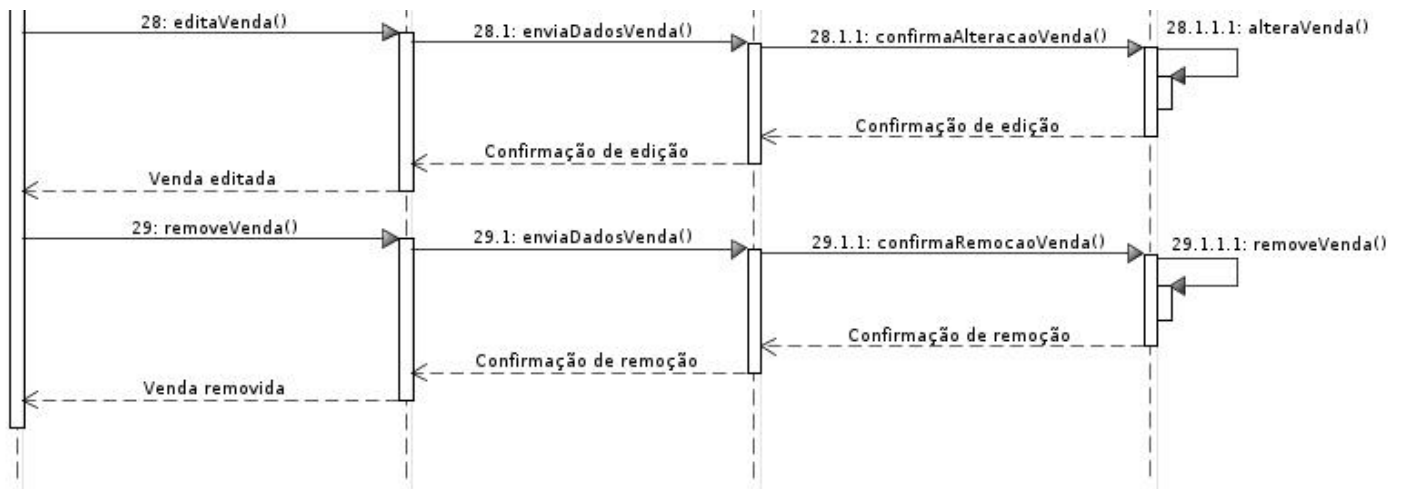 28: editaVenda()
28.1: enviaDadosVenda()
28.1.1: confirmaAlteracaoVenda()
28.1.1.1: alteraVenda()
Confirmação de edição
Confirmação de edição
Venda editada
29: removeVenda()
29.1: enviaDadosVenda()
29.1.1: confirmaRemocaoVenda()
29.1.1.1: removeVenda()
Confirmação de remoção
Confirmação de remoção
Venda removida